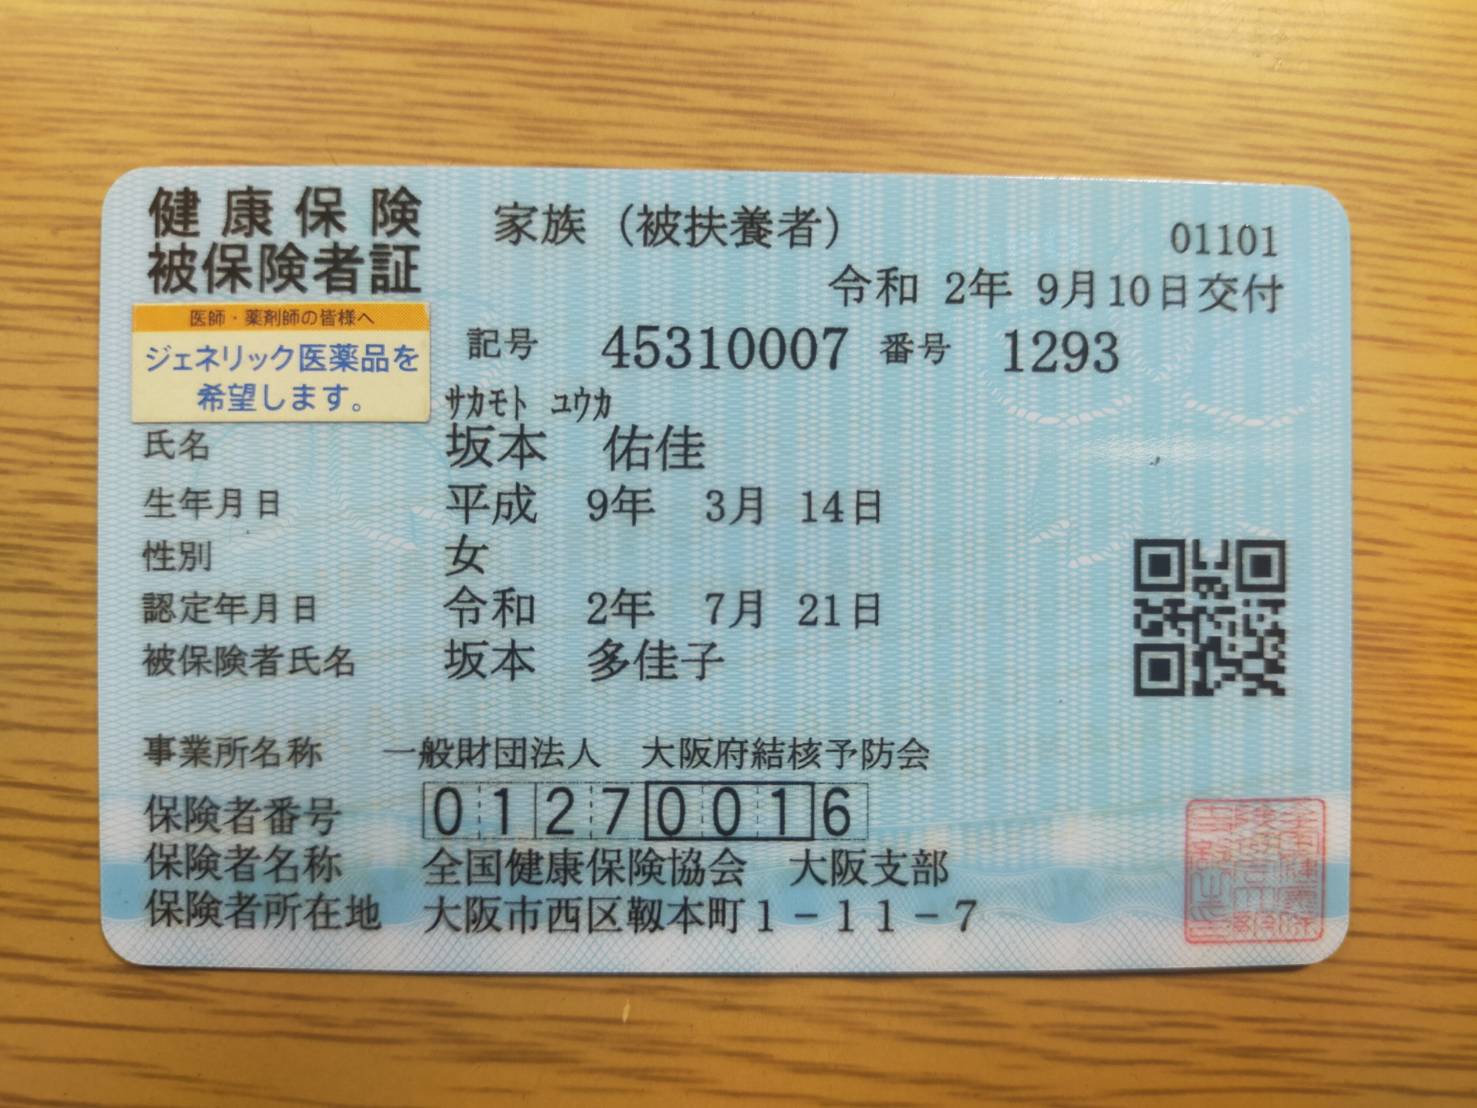 健康保険 家族（被扶養者） 01101
被保険者証 令和 2年 9月10日交付
医師・薬剤師の皆様へ
ジェネリック医薬品を
希望します。
記号 45310007 番号 1293
ｻｶﾓﾄ ﾕｳｶ
氏名 坂本 佑佳
生年月日 平成 9年 3月 14日
性別 女
認定年月日 令和 2年 7月 21日
被保険者氏名 坂本 多佳子
事業所名称 一般財団法人 大阪府結核予防会
保険者番号 01270016
保険者名称 全国健康保険協会 大阪支部
保険者所在地 大阪市西区靱本町１－１１－７